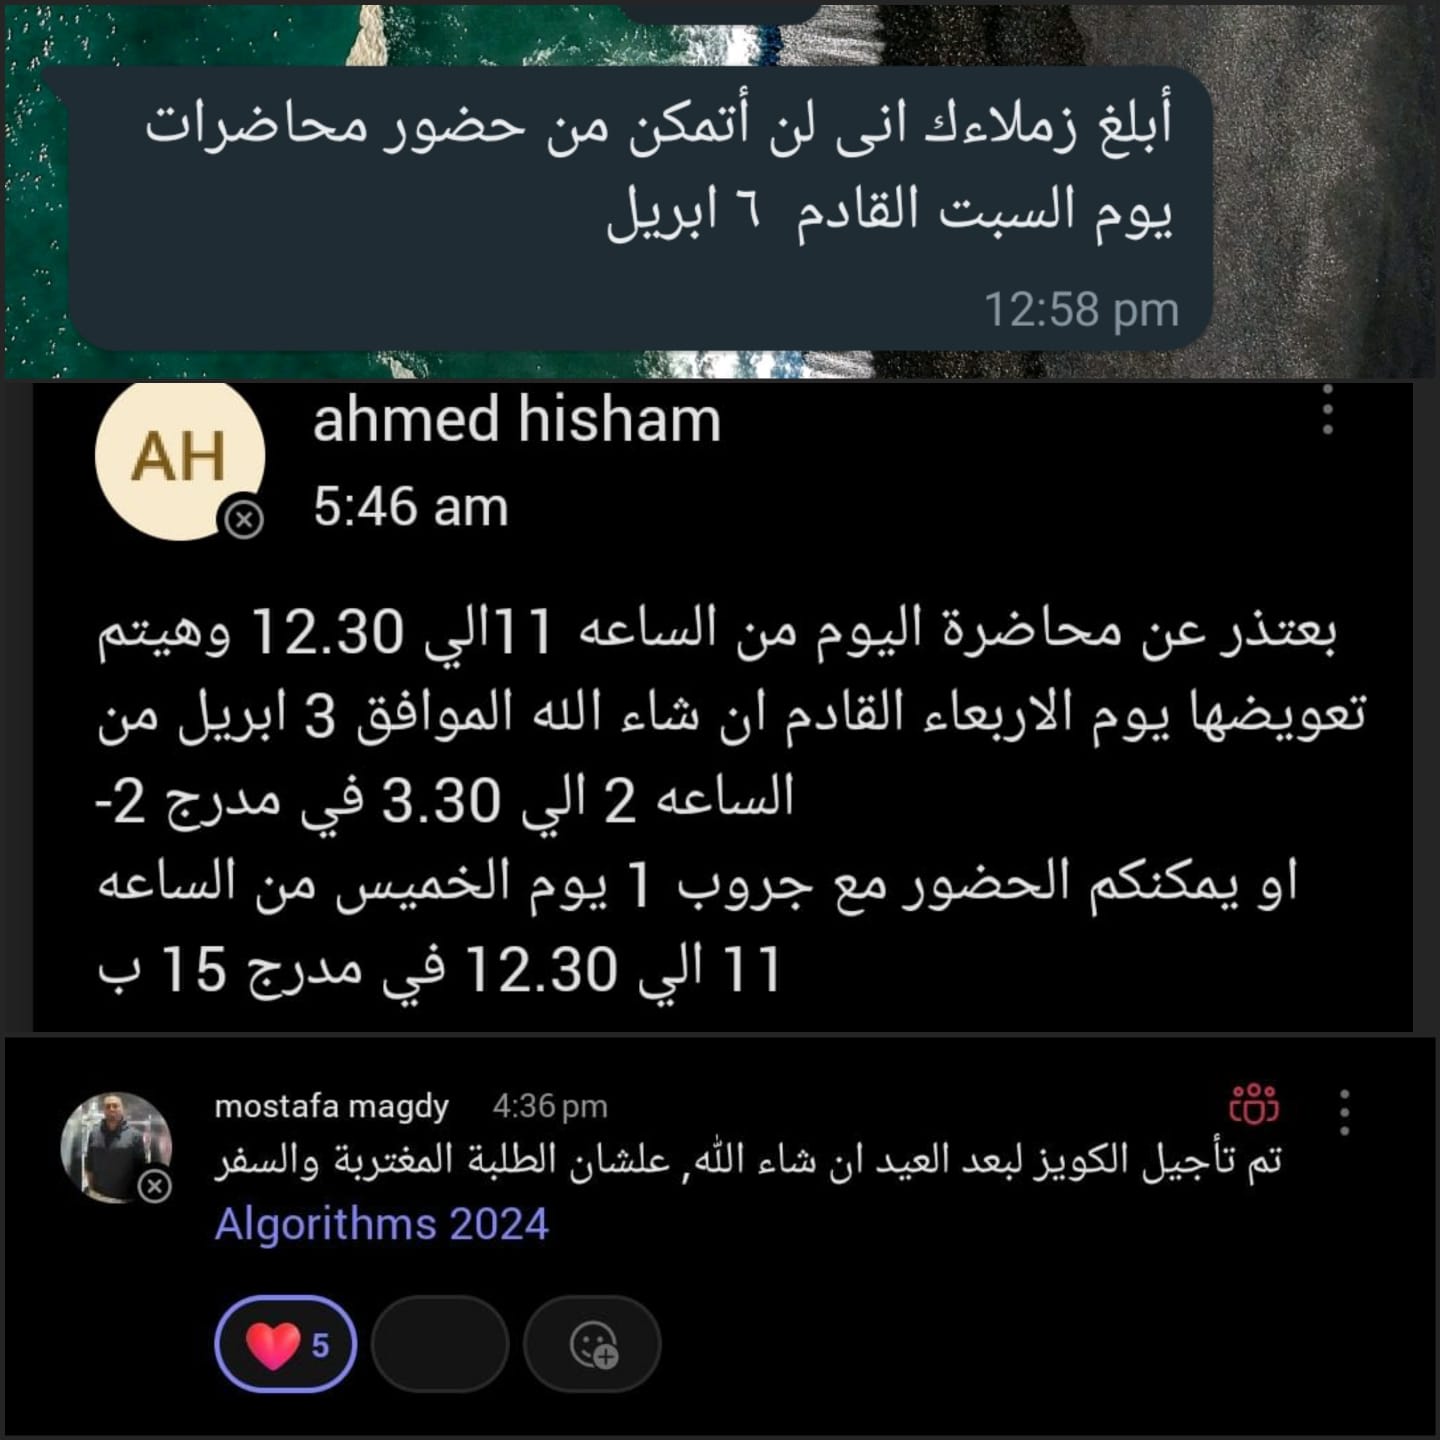 أبلغ زملاءك انى لن أتمكن من حضور محاضرات
يوم السبت القادم ٦ ابريل
12:58 pm
AH
ahmed hisham
5:46 am
بعتذر عن محاضرة اليوم من الساعه 11الي 12.30 وهيتم
تعويضها يوم الاربعاء القادم ان شاء الله الموافق 3 ابريل من
الساعه 2 الي 3.30 في مدرج 2-
او يمكنكم الحضور مع جروب 1 يوم الخميس من الساعه
11 الي 12.30 في مدرج 15 ب
mostafa magdy 4:36 pm
تم تأجيل الكويز لبعد العيد ان شاء الله, علشان الطلبة المغتربة والسفر
Algorithms 2024
5